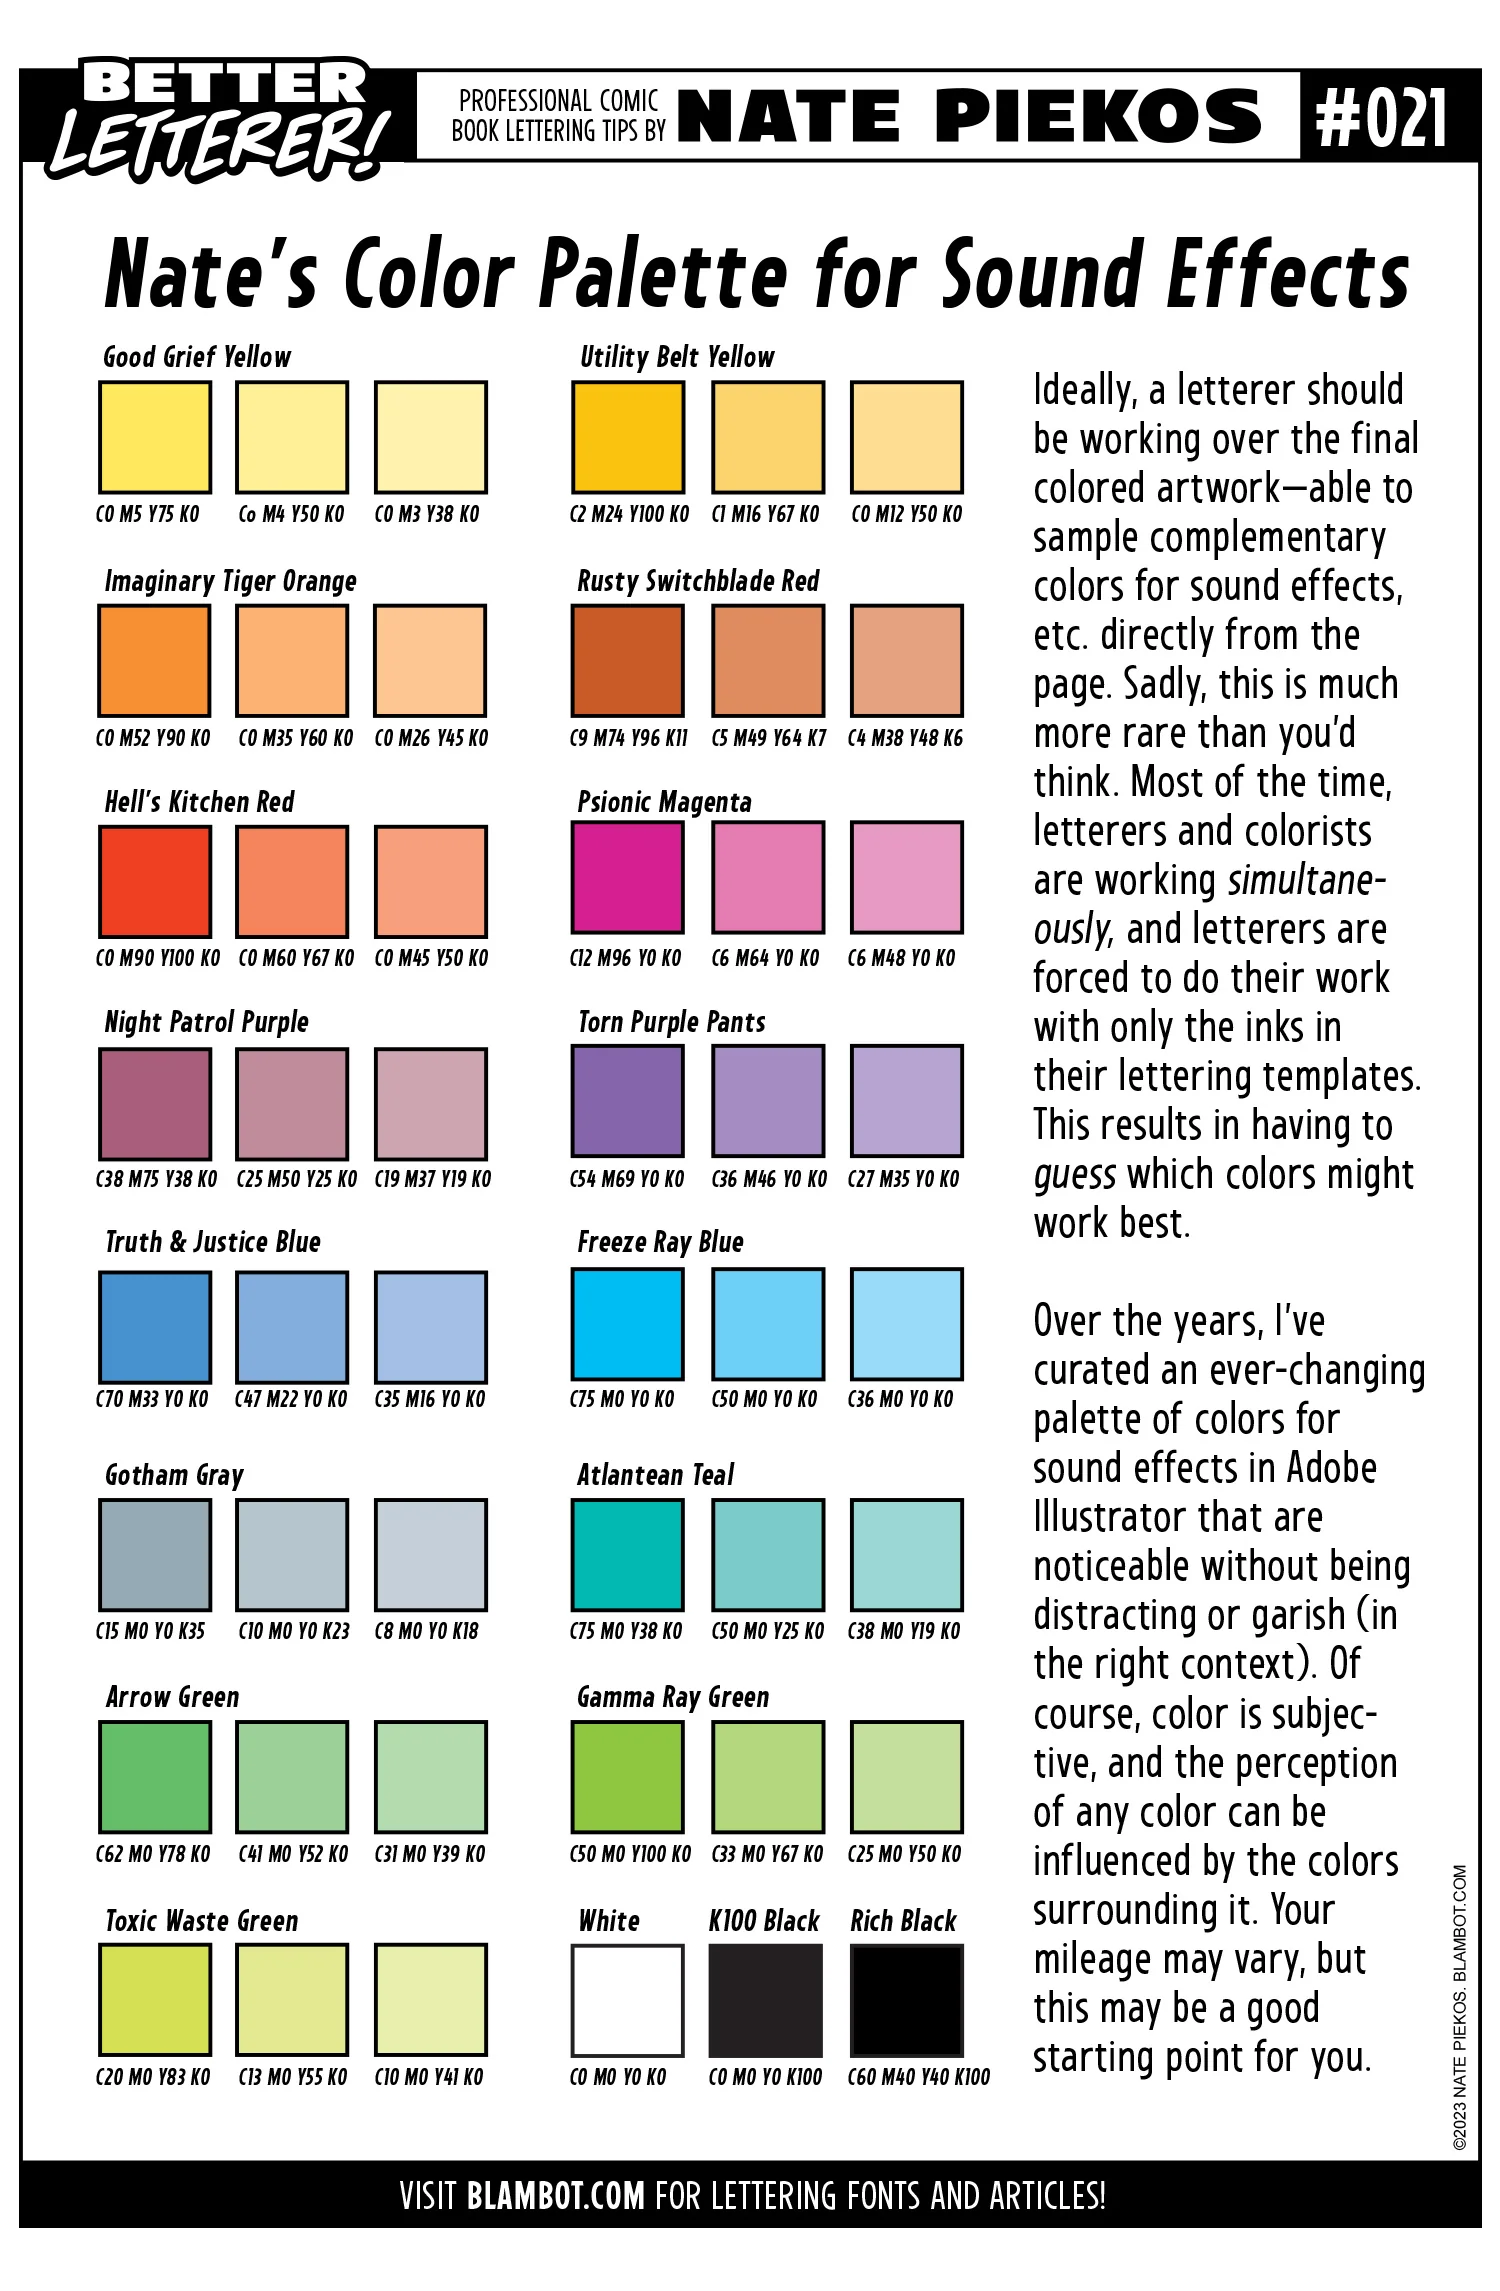 BETTER
LETTERER!
PROFESSIONAL COMIC
BOOK LETTERING TIPS BY
NATE PIEKOS
#021
Nate's Color Palette for Sound Effects
Good Grief Yellow
C0 M5 Y75 K0
Co M4 Y50 K0
C0 M3 Y38 K0
Utility Belt Yellow
C2 M24 Y100 K0
C1 M16 Y67 K0
C0 M12 Y50 K0
Imaginary Tiger Orange
C0 M52 Y90 K0
C0 M35 Y60 K0
C0 M26 Y45 K0
Rusty Switchblade Red
C9 M74 Y96 K11
C5 M49 Y64 K7
C4 M38 Y48 K6
Hell's Kitchen Red
C0 M90 Y100 K0
C0 M60 Y67 K0
C0 M45 Y50 K0
Psionic Magenta
C12 M96 Y0 K0
C6 M64 Y0 K0
C6 M48 Y0 K0
Night Patrol Purple
C38 M75 Y38 K0
C25 M50 Y25 K0
C19 M37 Y19 K0
Torn Purple Pants
C54 M69 Y0 K0
C36 M46 Y0 K0
C27 M35 Y0 K0
Truth & Justice Blue
C70 M33 Y0 K0
C47 M22 Y0 K0
C35 M16 Y0 K0
Freeze Ray Blue
C75 M0 Y0 K0
C50 M0 Y0 K0
C36 M0 Y0 K0
Gotham Gray
C15 M0 Y0 K35
C10 M0 Y0 K23
C8 M0 Y0 K18
Atlantean Teal
C75 M0 Y38 K0
C50 M0 Y25 K0
C38 M0 Y19 K0
Arrow Green
C62 M0 Y78 K0
C41 M0 Y52 K0
C31 M0 Y39 K0
Gamma Ray Green
C50 M0 Y100 K0
C33 M0 Y67 K0
C25 M0 Y50 K0
Toxic Waste Green
C20 M0 Y83 K0
C13 M0 Y55 K0
C10 M0 Y41 K0
White
C0 M0 Y0 K0
K100 Black
C0 M0 Y0 K100
Rich Black
C60 M40 Y40 K100
Ideally, a letterer should
be working over the final
colored artwork—able to
sample complementary
colors for sound effects,
etc. directly from the
page. Sadly, this is much
more rare than you'd
think. Most of the time,
letterers and colorists
are working simultane-
ously, and letterers are
forced to do their work
with only the inks in
their lettering templates.
This results in having to
guess which colors might
work best.
Over the years, I've
curated an ever-changing
palette of colors for
sound effects in Adobe
Illustrator that are
noticeable without being
distracting or garish (in
the right context). Of
course, color is subjec-
tive, and the perception
of any color can be
influenced by the colors
surrounding it. Your
mileage may vary, but
this may be a good
starting point for you.
©2023 NATE PIEKOS. BLAMBOT.COM
VISIT BLAMBOT.COM FOR LETTERING FONTS AND ARTICLES!